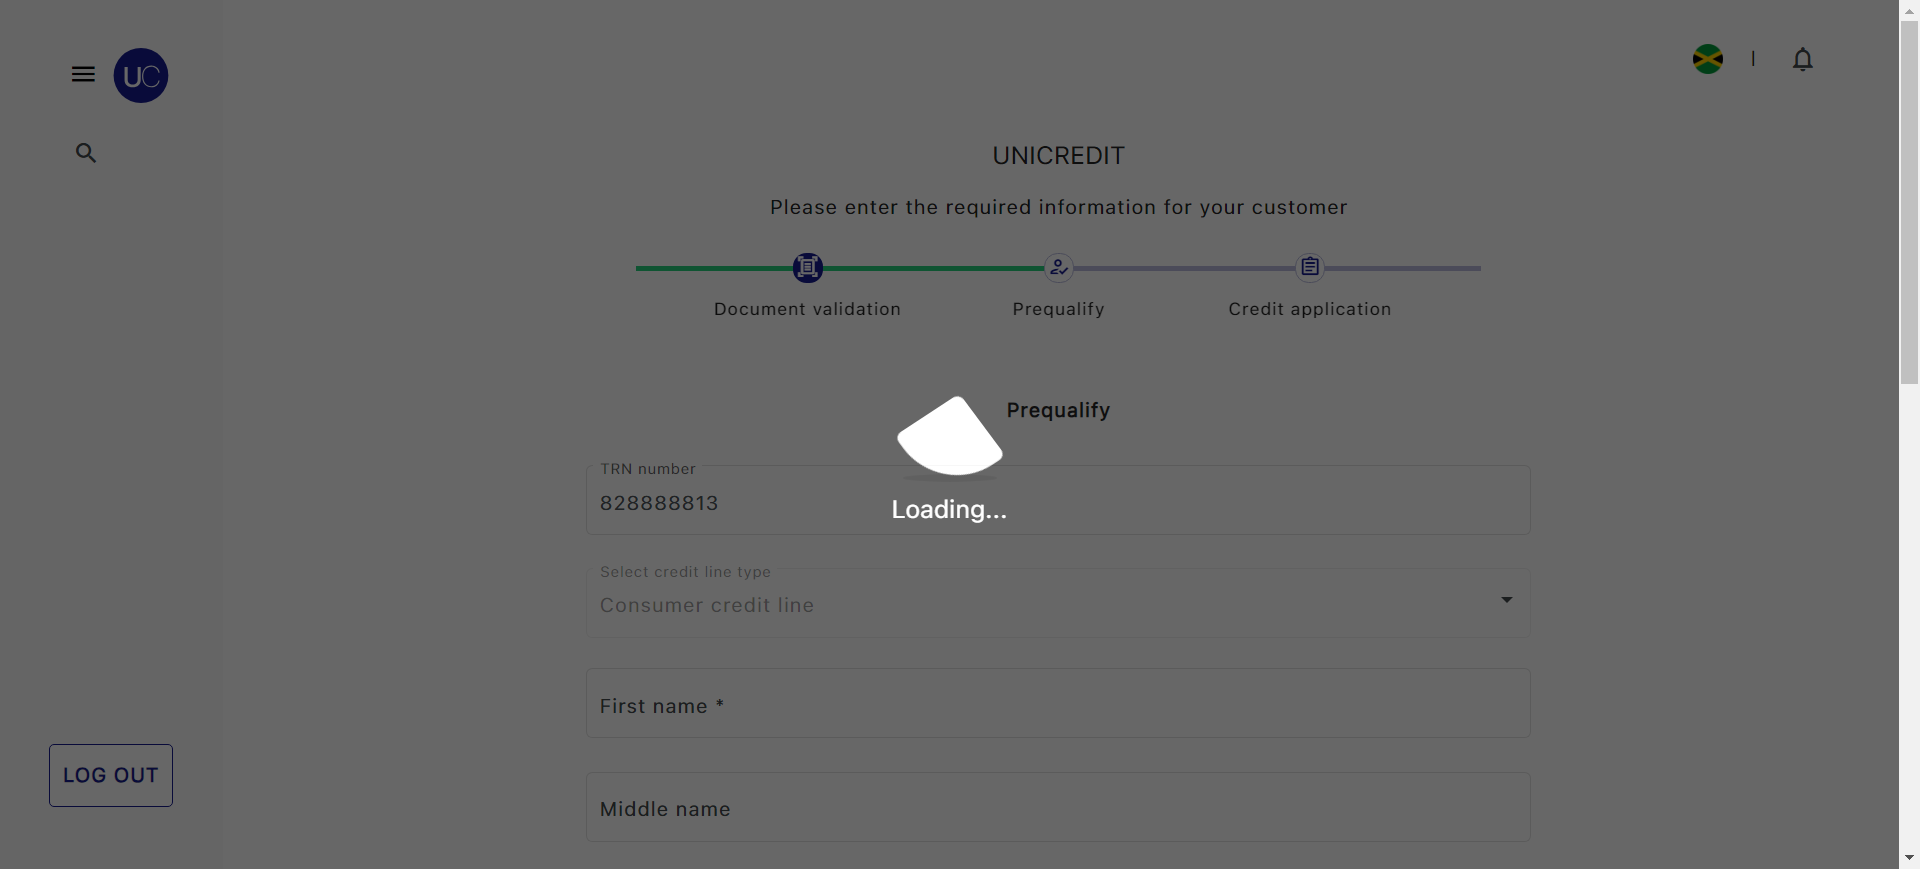 UC
UNICREDIT
Please enter the required information for your customer
Document validation
Prequalify
Credit application
Prequalify
TRN number
828888813
Loading...
Select credit line type
Consumer credit line
First name *
LOG OUT
Middle name